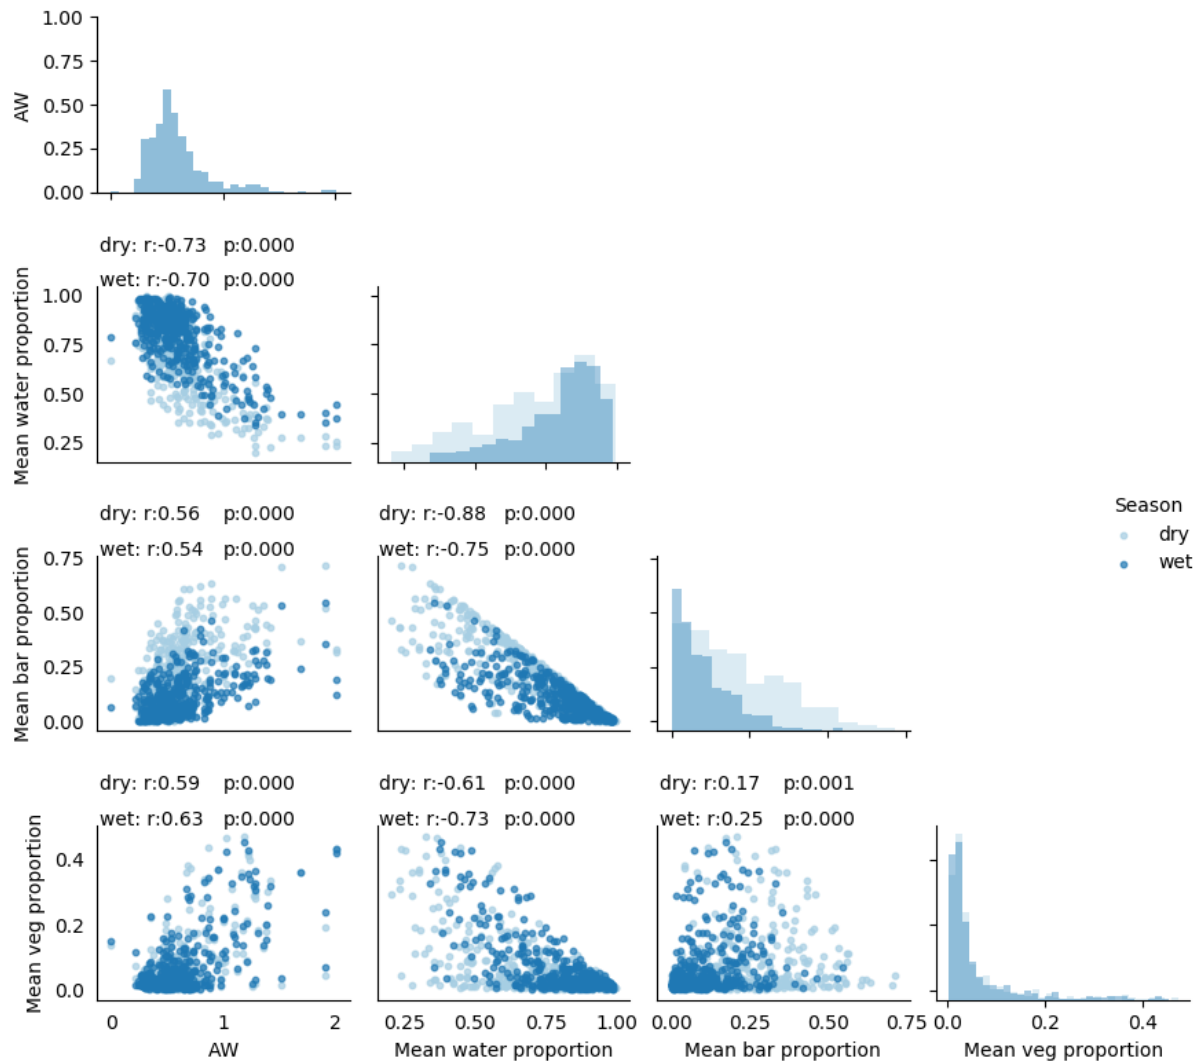 1.00
0.75
0.50
0.25
0.00
AW
dry: r:-0.73 p:0.000
wet: r:-0.70 p:0.000
1.00
0.75
0.50
0.25
Mean water proportion
dry: r:0.56 p:0.000
wet: r:0.54 p:0.000
dry: r:-0.88 p:0.000
wet: r:-0.75 p:0.000
Season
dry
wet
0.75
0.50
0.25
0.00
Mean bar proportion
dry: r:0.59 p:0.000
wet: r:0.63 p:0.000
dry: r:-0.61 p:0.000
wet: r:-0.73 p:0.000
dry: r:0.17 p:0.001
wet: r:0.25 p:0.000
0.4
0.2
0.0
Mean veg proportion
0 1 2
AW
0.25 0.50 0.75 1.00
Mean water proportion
0.00 0.25 0.50 0.75
Mean bar proportion
0.0 0.2 0.4
Mean veg proportion